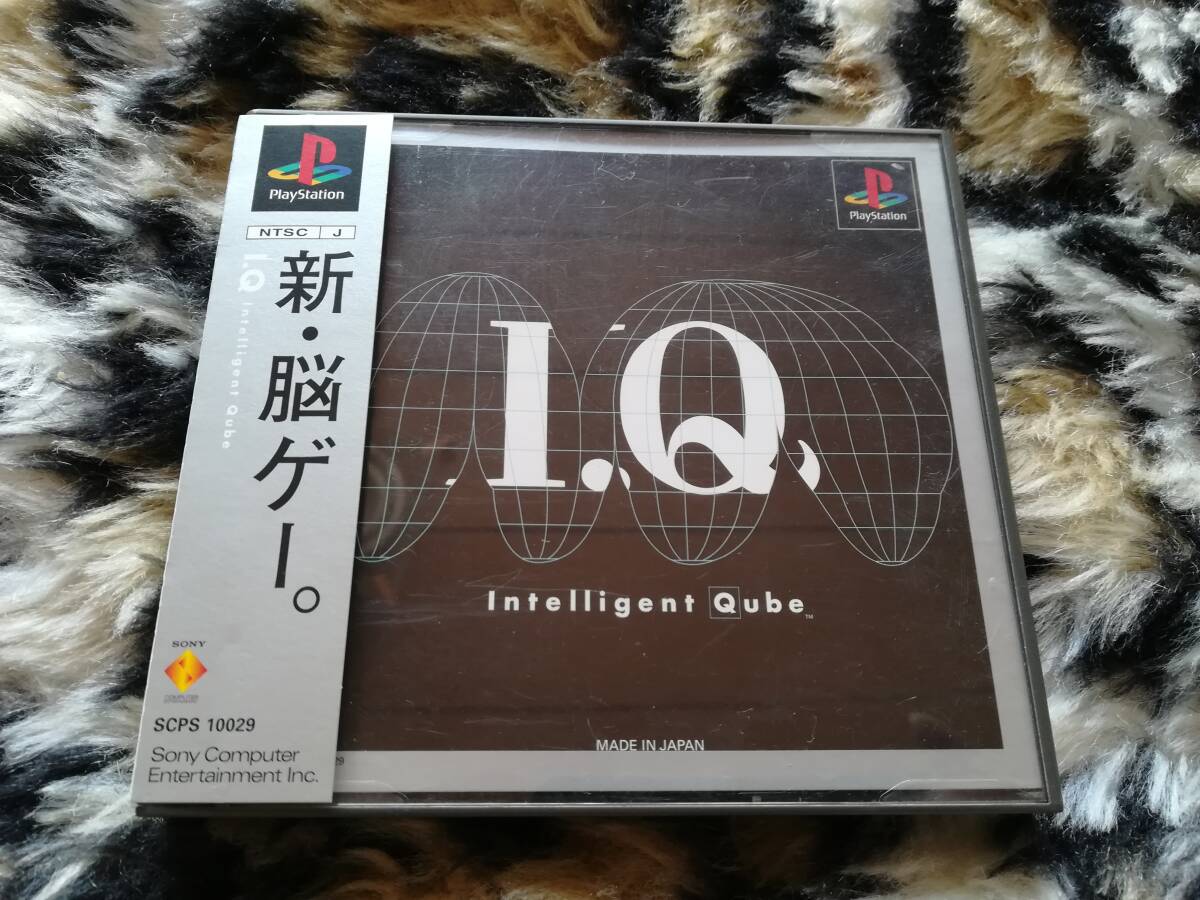 PlayStation
NTSC J
I.Q Intelligent Qube
新・脳ゲー。
SONY
SCPS 10029
Sony Computer
Entertainment Inc.
PlayStation
I.Q
Intelligent Qube™
MADE IN JAPAN